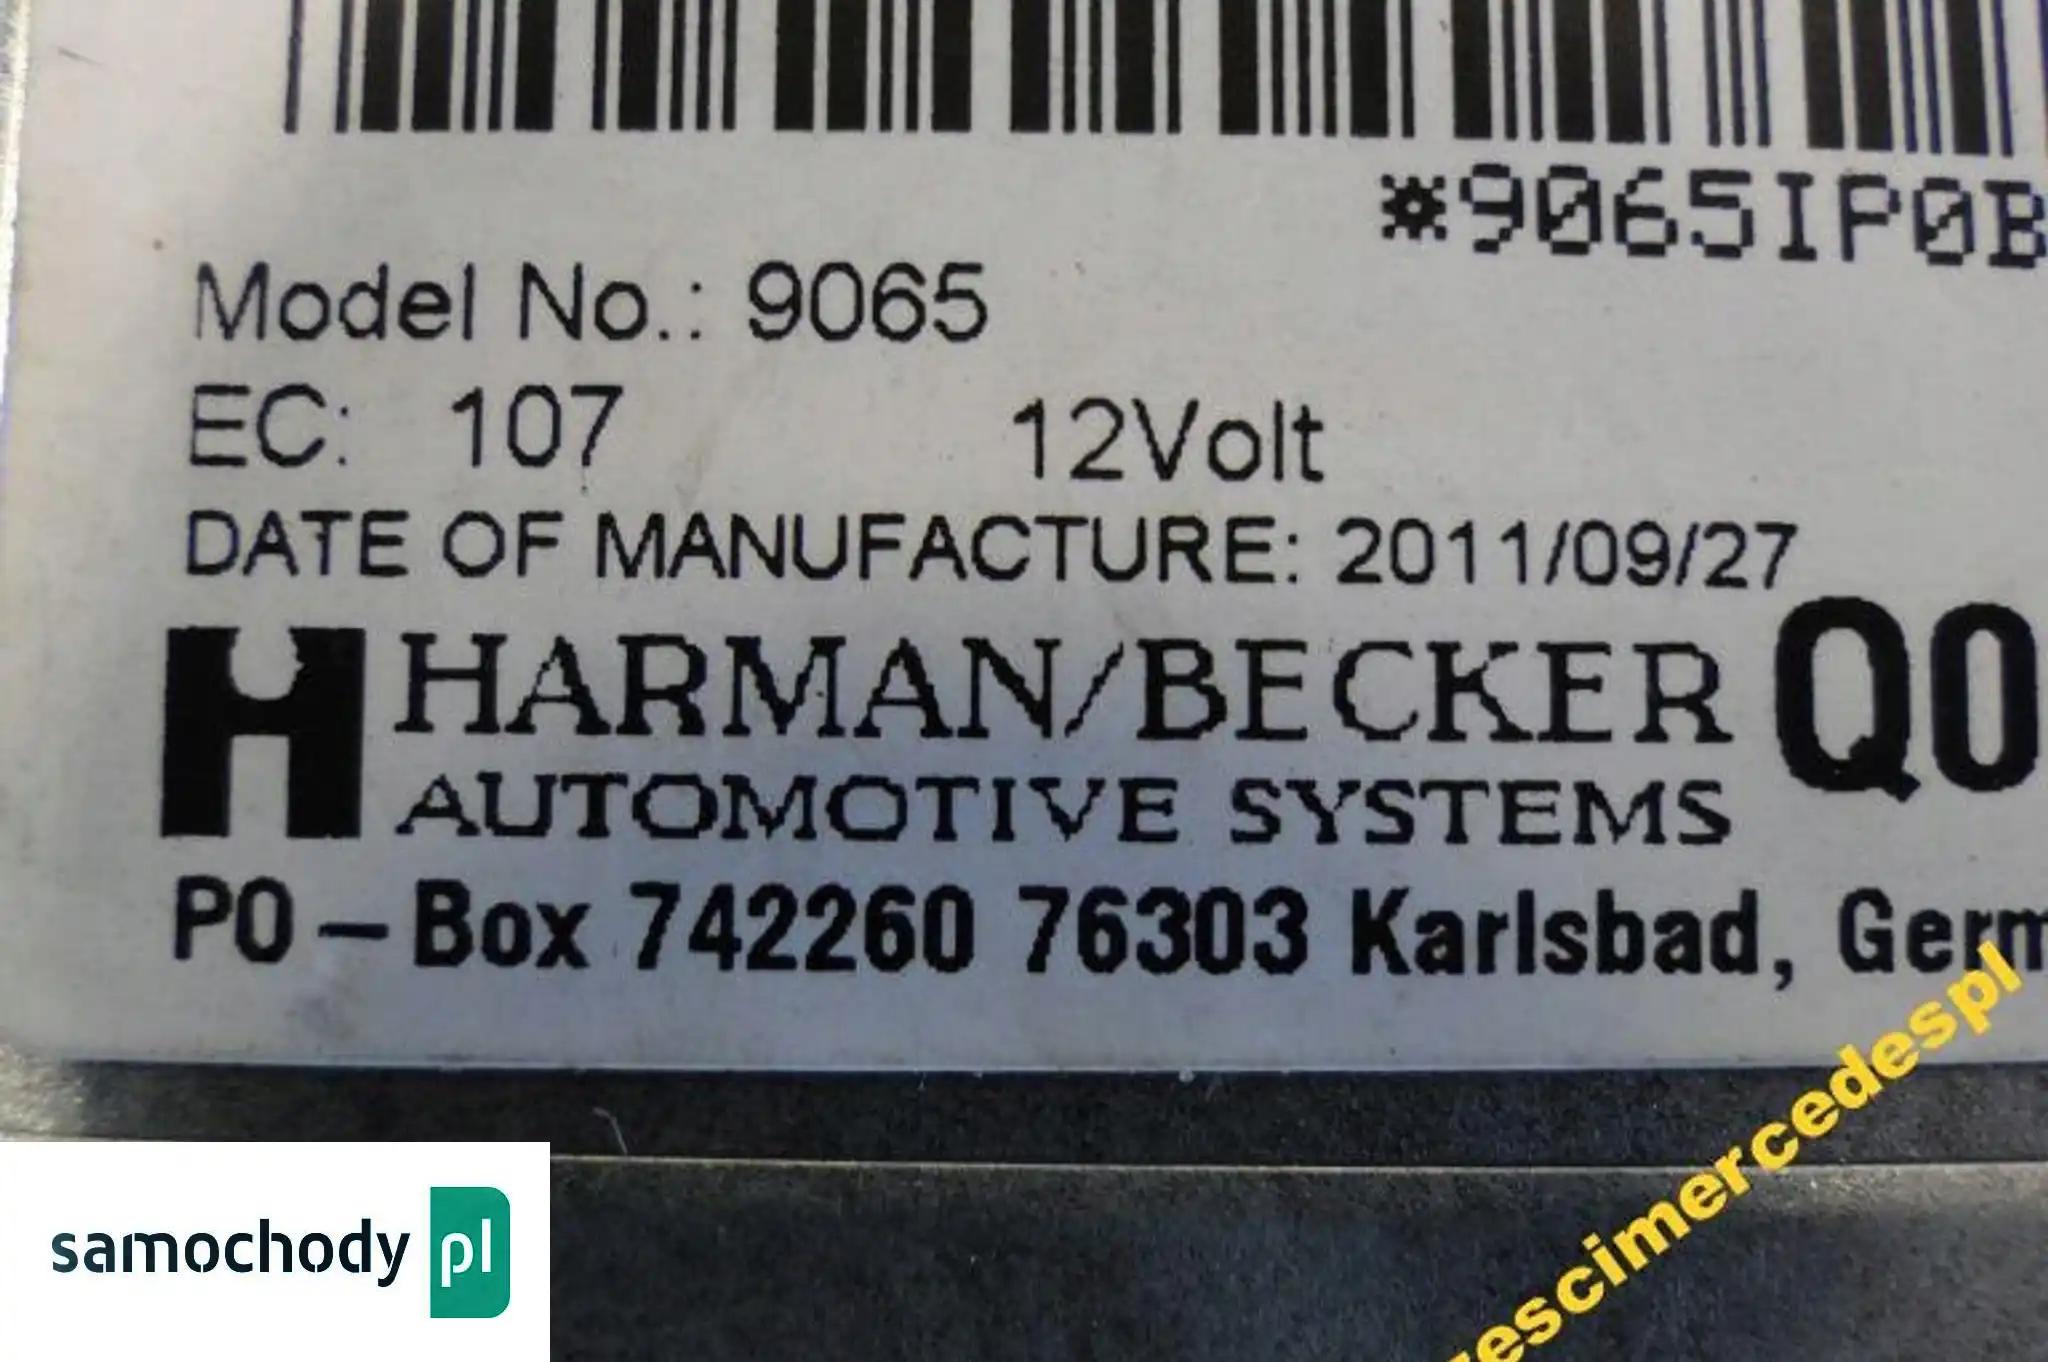 *9065IP0B
Model No.: 9065
EC: 107 12Volt
DATE OF MANUFACTURE: 2011/09/27
HARMAN/BECKER Q0
AUTOMOTIVE SYSTEMS
PO-Box 742260 76303 Karlsbad, Germ
zescimercedespl
samochody pl